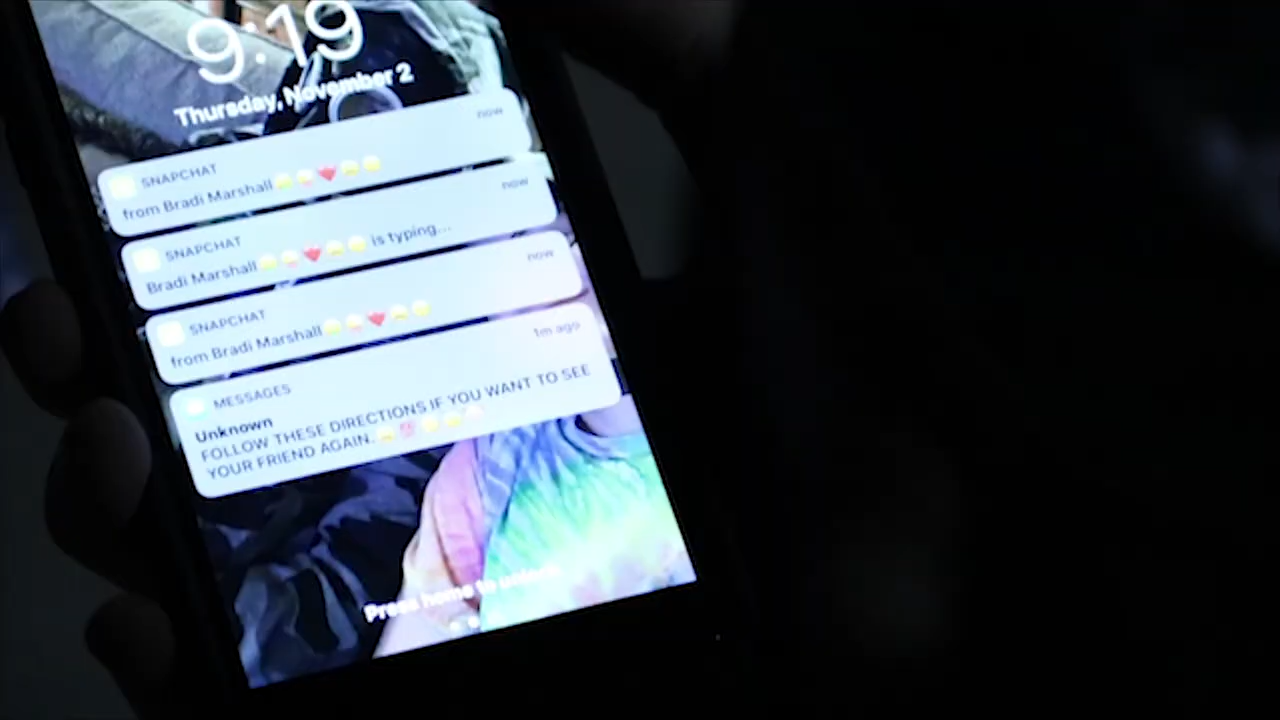 9:19
Thursday, November 2
SNAPCHAT now
from Bradi Marshall
SNAPCHAT now
Bradi Marshall is typing...
SNAPCHAT now
from Bradi Marshall
MESSAGES 1m ago
Unknown
FOLLOW THESE DIRECTIONS IF YOU WANT TO SEE
YOUR FRIEND AGAIN.
Press home to unlock